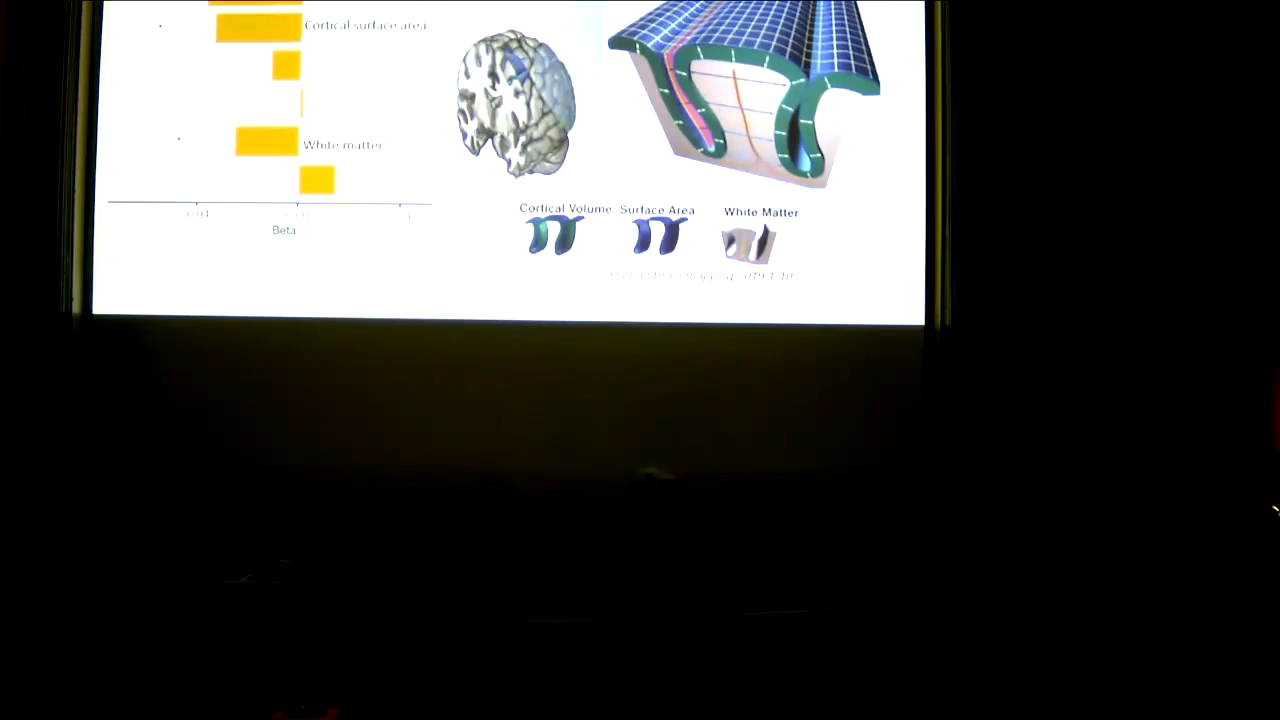 Cortical surface area
White matter
Beta
Cortical Volume
Surface Area
White Matter